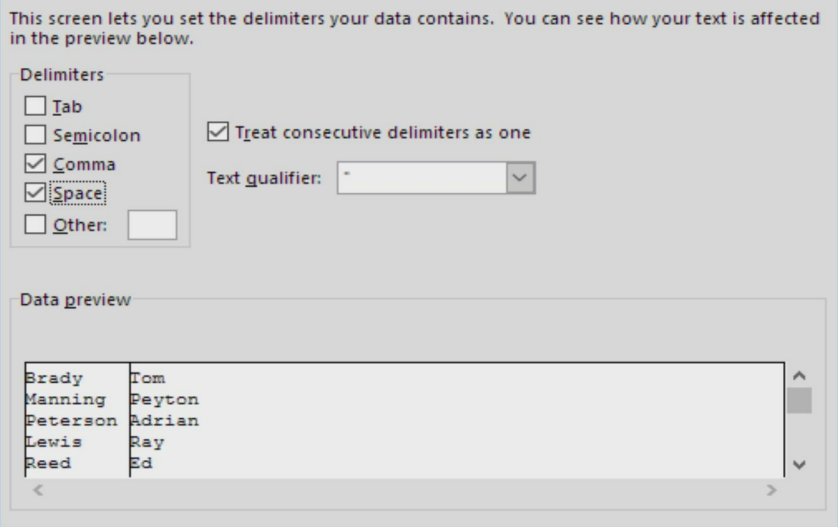 This screen lets you set the delimiters your data contains.  You can see how your text is affected
in the preview below.
Delimiters
Tab
Semicolon
Comma
Space
Other:
Treat consecutive delimiters as one
Text qualifier: "
Data preview
Brady Tom
Manning Peyton
Peterson Adrian
Lewis Ray
Reed Ed